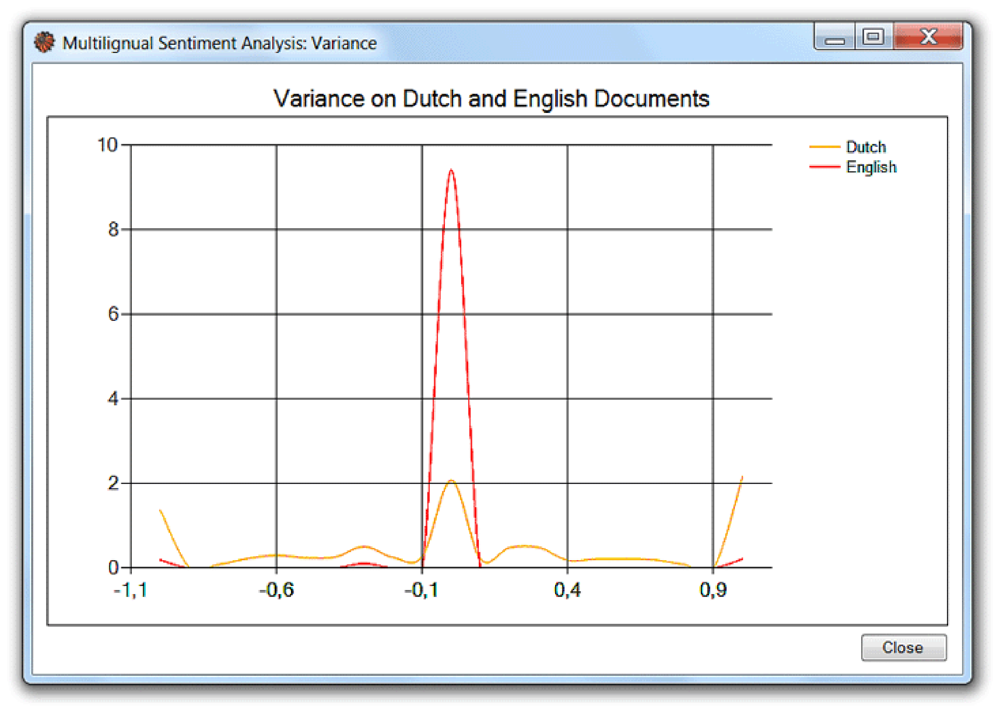 Multilignual Sentiment Analysis: Variance
Variance on Dutch and English Documents
10
8
6
4
2
0
-1,1 -0,6 -0,1 0,4 0,9
Dutch
English
Close